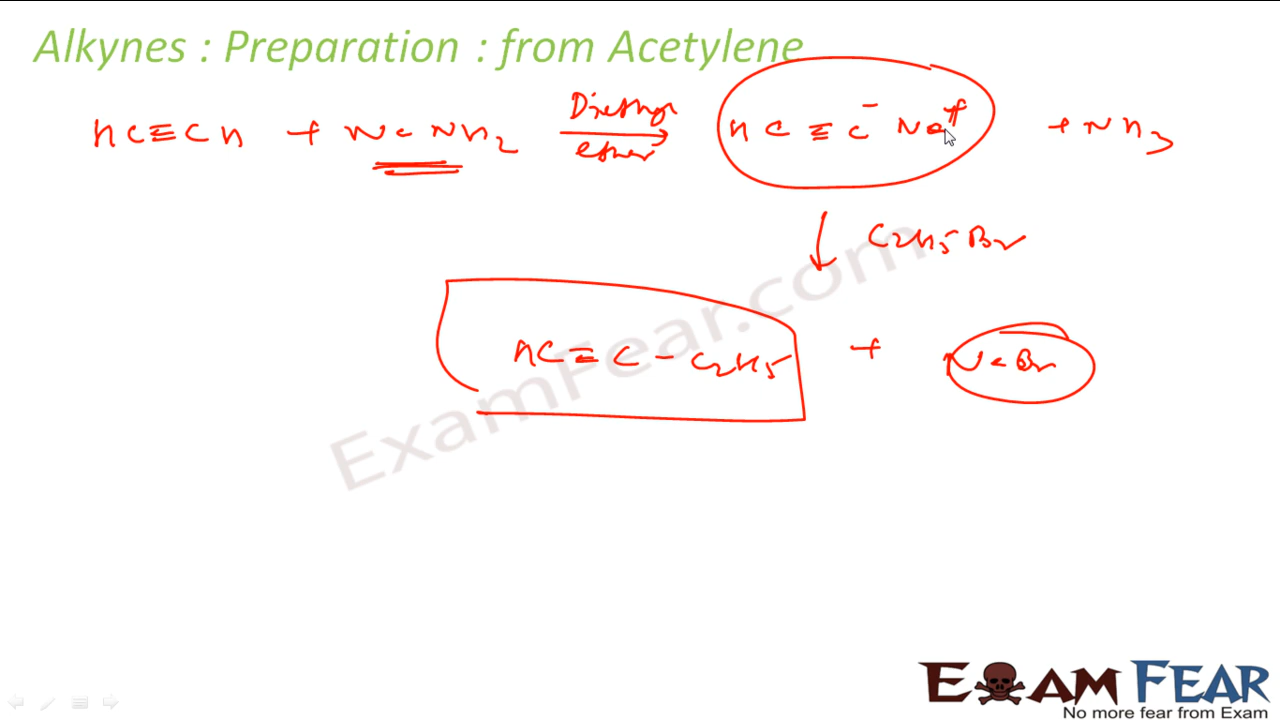 Alkynes : Preparation : from Acetylene
HC≡CH + NaNH2 Diethyl ether HC≡C⁻ Na⁺ + NH3
C2H5Br
HC≡C-C2H5 + NaBr
ExamFear.com
EXAM FEAR
No more fear from Exam